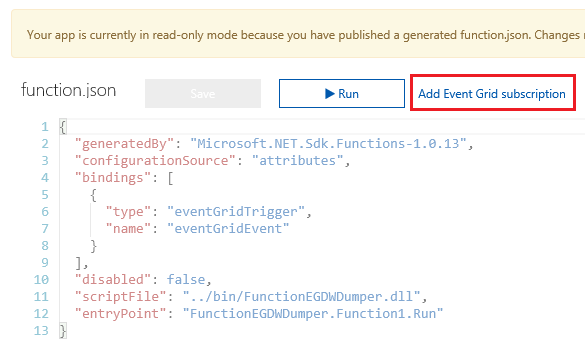 Your app is currently in read-only mode because you have published a generated function.json. Changes
function.json Save Run Add Event Grid subscription
1 {
2 "generatedBy": "Microsoft.NET.Sdk.Functions-1.0.13",
3 "configurationSource": "attributes",
4 "bindings": [
5 {
6 "type": "eventGridTrigger",
7 "name": "eventGridEvent"
8 }
9 ],
10 "disabled": false,
11 "scriptFile": "../bin/FunctionEGDWDumper.dll",
12 "entryPoint": "FunctionEGDWDumper.Function1.Run"
13 }